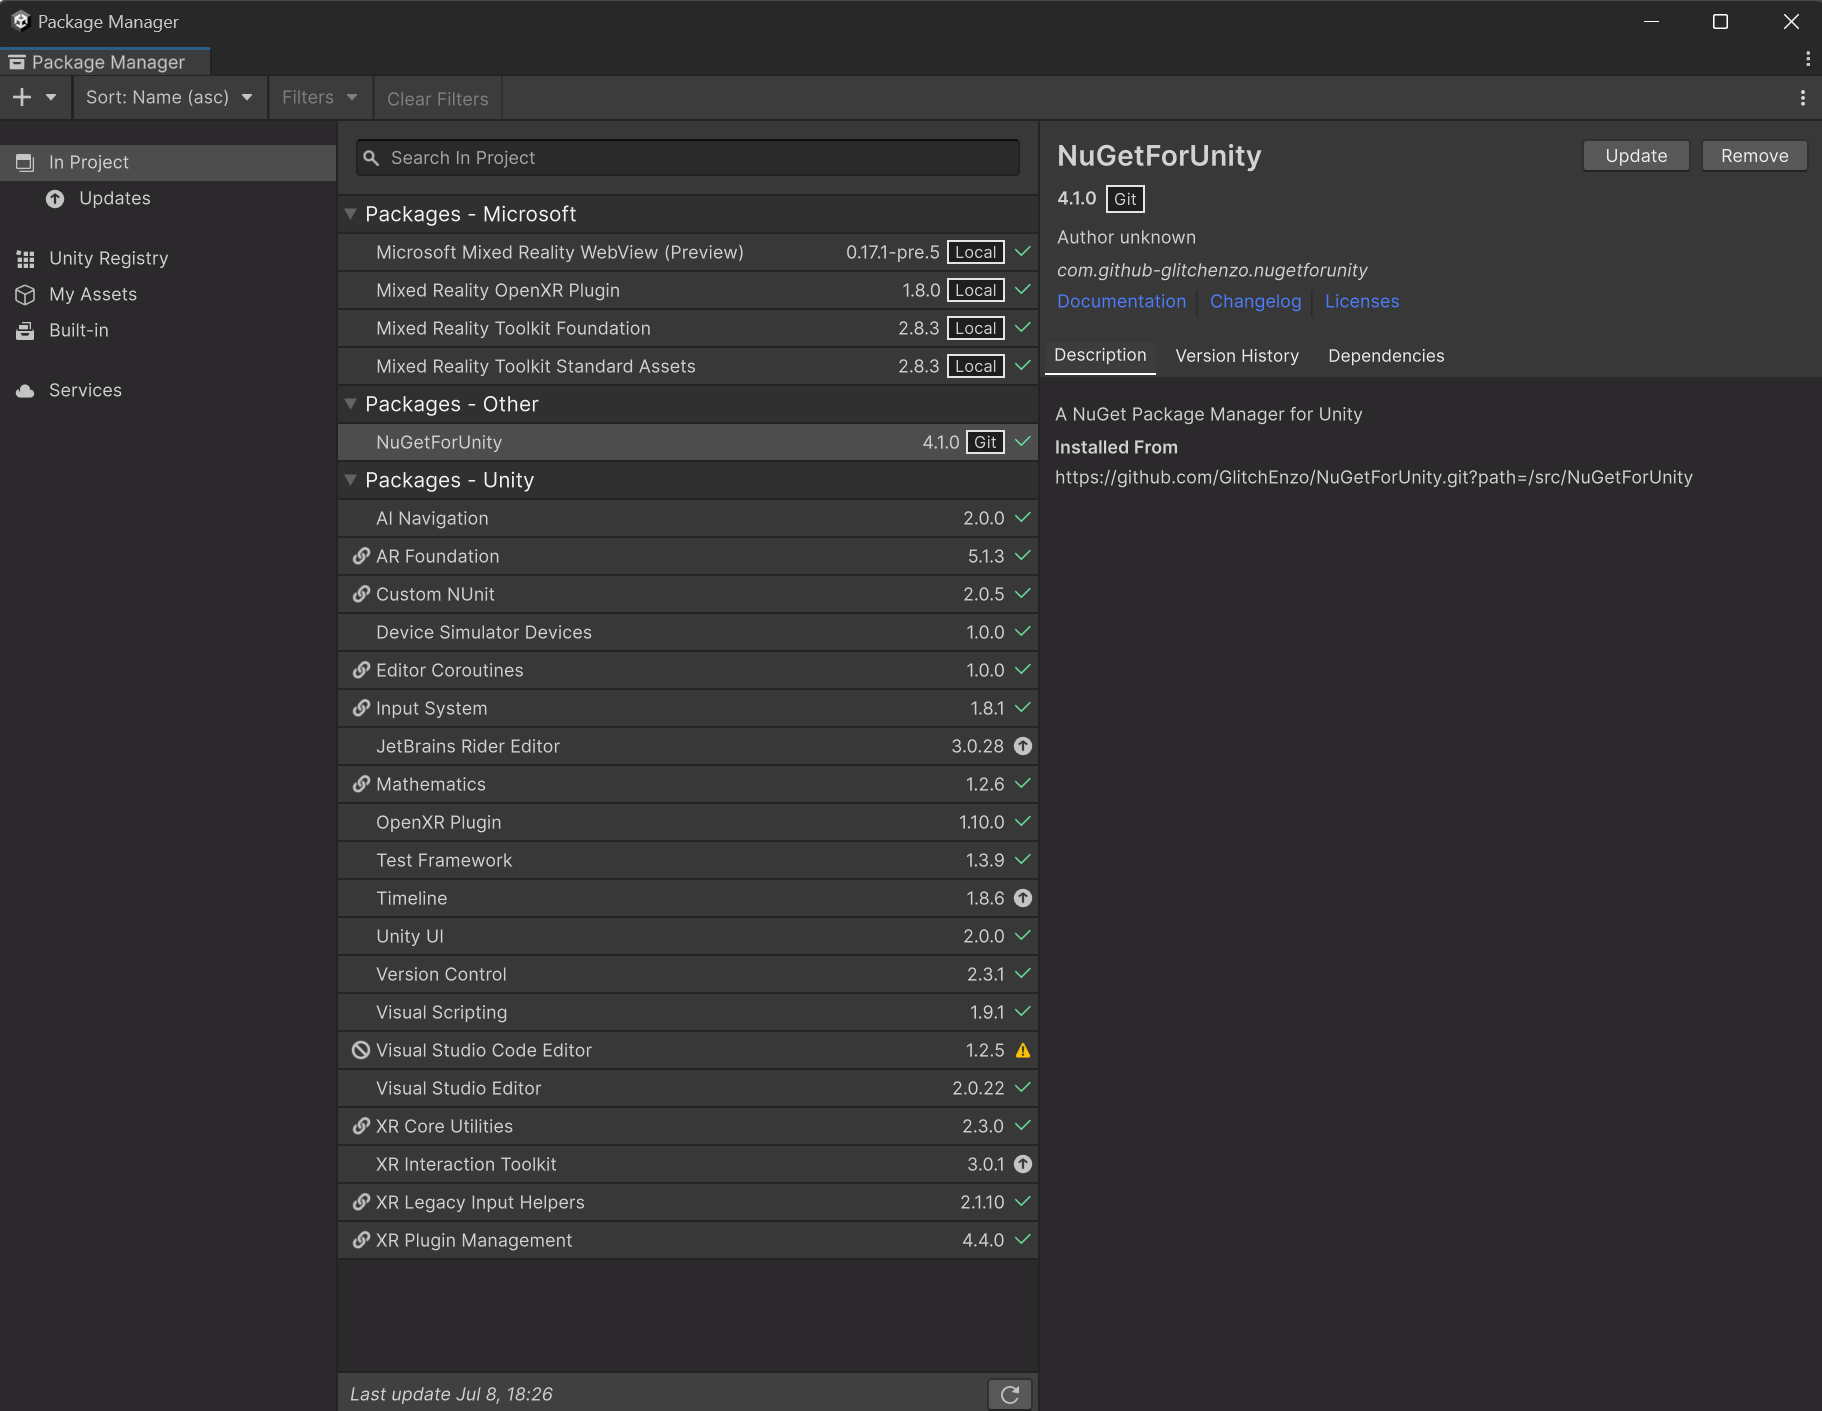 Package Manager
Package Manager
Sort: Name (asc)
Filters
Clear Filters
In Project
Updates
Unity Registry
My Assets
Built-in
Services
Search In Project
Packages - Microsoft
Microsoft Mixed Reality WebView (Preview) 0.17.1-pre.5 Local
Mixed Reality OpenXR Plugin 1.8.0 Local
Mixed Reality Toolkit Foundation 2.8.3 Local
Mixed Reality Toolkit Standard Assets 2.8.3 Local
Packages - Other
NuGetForUnity 4.1.0 Git
Packages - Unity
AI Navigation 2.0.0
AR Foundation 5.1.3
Custom NUnit 2.0.5
Device Simulator Devices 1.0.0
Editor Coroutines 1.0.0
Input System 1.8.1
JetBrains Rider Editor 3.0.28
Mathematics 1.2.6
OpenXR Plugin 1.10.0
Test Framework 1.3.9
Timeline 1.8.6
Unity UI 2.0.0
Version Control 2.3.1
Visual Scripting 1.9.1
Visual Studio Code Editor 1.2.5
Visual Studio Editor 2.0.22
XR Core Utilities 2.3.0
XR Interaction Toolkit 3.0.1
XR Legacy Input Helpers 2.1.10
XR Plugin Management 4.4.0
Last update Jul 8, 18:26
NuGetForUnity
Update
Remove
4.1.0 Git
Author unknown
com.github-glitchenzo.nugetforunity
Documentation Changelog Licenses
Description Version History Dependencies
A NuGet Package Manager for Unity
Installed From
https://github.com/GlitchEnzo/NuGetForUnity.git?path=/src/NuGetForUnity